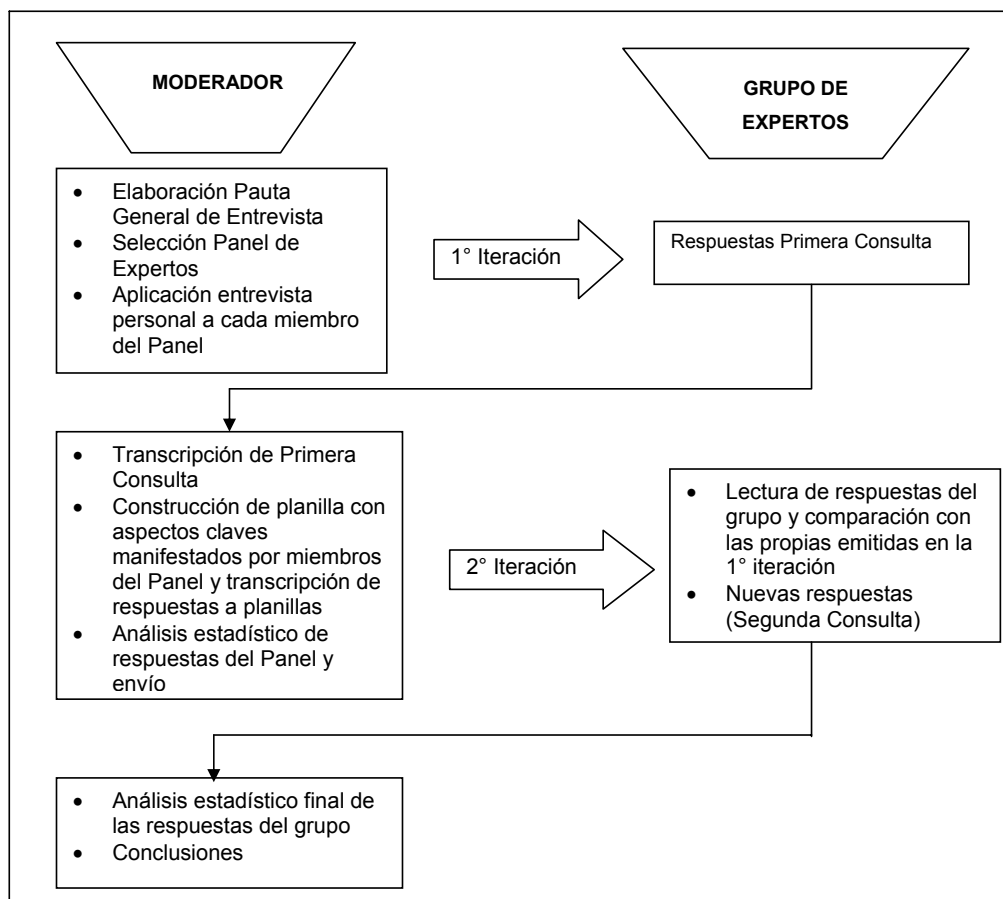 MODERADOR
GRUPO DE
EXPERTOS
• Elaboración Pauta
General de Entrevista
• Selección Panel de
Expertos
• Aplicación entrevista
personal a cada miembro
del Panel
1° Iteración
Respuestas Primera Consulta
• Transcripción de Primera
Consulta
• Construcción de planilla con
aspectos claves
manifestados por miembros
del Panel y transcripción de
respuestas a planillas
• Análisis estadístico de
respuestas del Panel y
envío
2° Iteración
• Lectura de respuestas del
grupo y comparación con
las propias emitidas en la
1° iteración
• Nuevas respuestas
(Segunda Consulta)
• Análisis estadístico final de
las respuestas del grupo
• Conclusiones